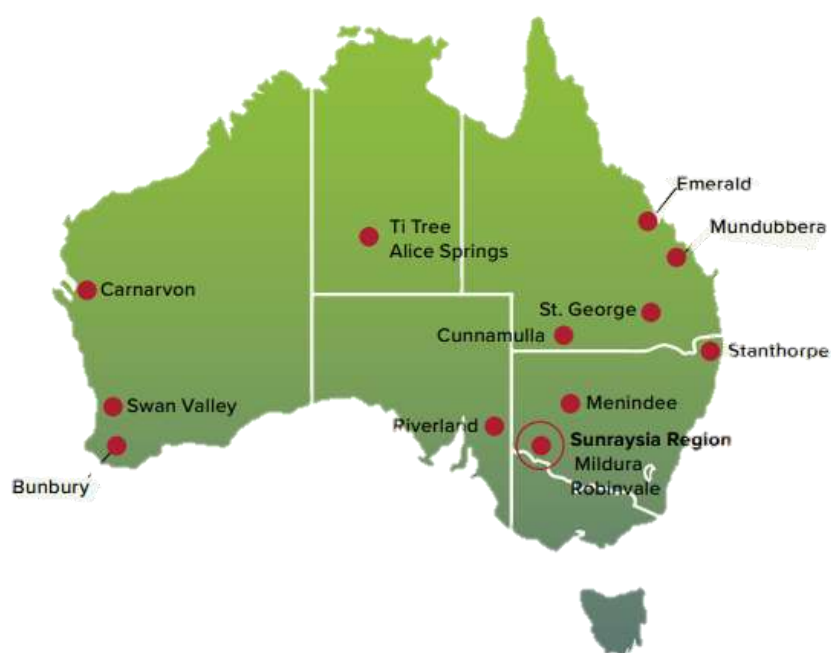 Emerald
Mundubbera
Ti Tree
Alice Springs
Carnarvon
St. George
Cunnamulla
Stanthorpe
Menindee
Swan Valley
Riverland
Sunraysia Region
Mildura
Robinvale
Bunbury